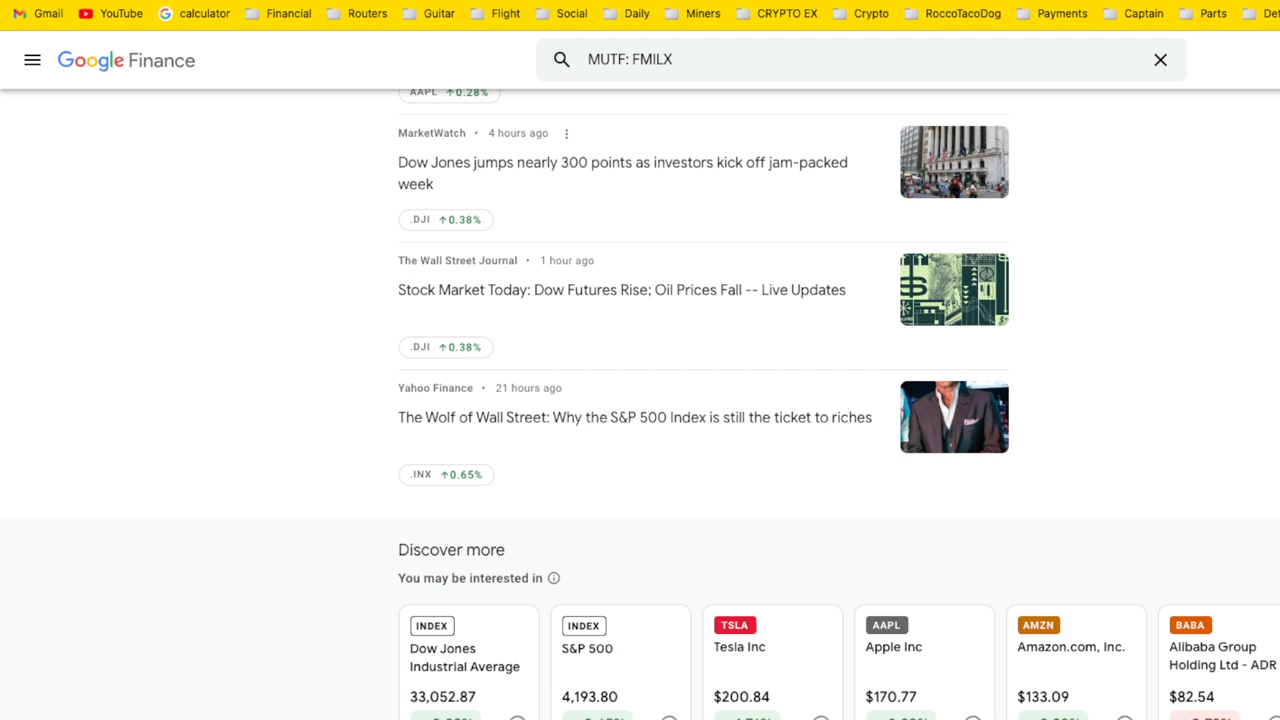 Gmail YouTube calculator Financial Routers Guitar Flight Social Daily Miners CRYPTO EX Crypto RoccoTacoDog Payments Captain Parts
Google Finance MUTF: FMILX
AAPL ↑0.28%
MarketWatch • 4 hours ago
Dow Jones jumps nearly 300 points as investors kick off jam-packed
week
.DJI ↑0.38%
The Wall Street Journal • 1 hour ago
Stock Market Today: Dow Futures Rise; Oil Prices Fall -- Live Updates
.DJI ↑0.38%
Yahoo Finance • 21 hours ago
The Wolf of Wall Street: Why the S&P 500 Index is still the ticket to riches
.INX ↑0.65%
Discover more
You may be interested in
INDEX INDEX TSLA AAPL AMZN BABA
Dow Jones
Industrial Average
S&P 500
Tesla Inc
Apple Inc
Amazon.com, Inc.
Alibaba Group
Holding Ltd - ADR
33,052.87 4,193.80 $200.84 $170.77 $133.09 $82.54